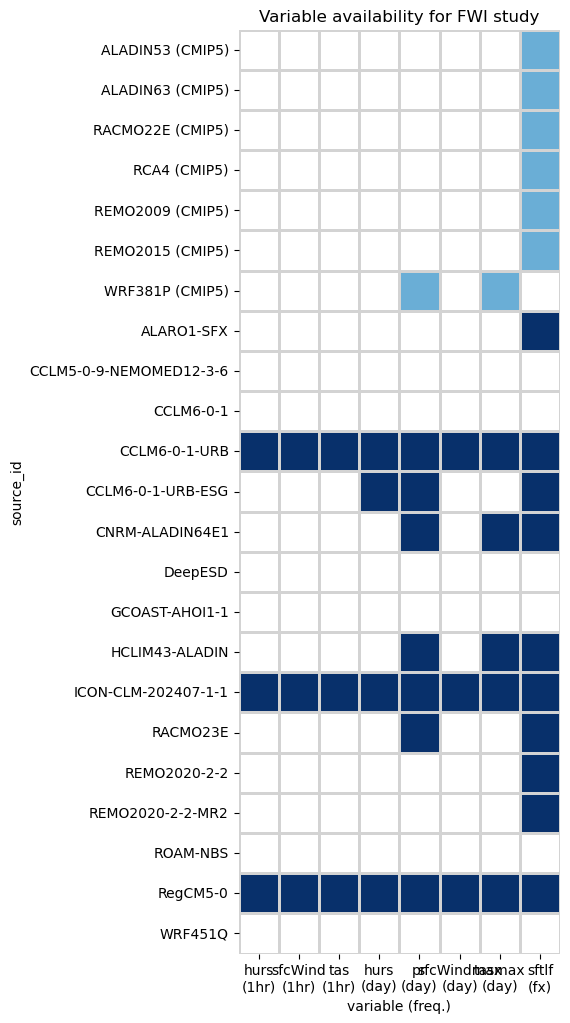 Variable availability for FWI study
ALADIN53 (CMIP5)
ALADIN63 (CMIP5)
RACMO22E (CMIP5)
RCA4 (CMIP5)
REMO2009 (CMIP5)
REMO2015 (CMIP5)
WRF381P (CMIP5)
ALARO1-SFX
CCLM5-0-9-NEMOMED12-3-6
CCLM6-0-1
CCLM6-0-1-URB
CCLM6-0-1-URB-ESG
CNRM-ALADIN64E1
DeepESD
GCOAST-AHOI1-1
HCLIM43-ALADIN
ICON-CLM-202407-1-1
RACMO23E
REMO2020-2-2
REMO2020-2-2-MR2
ROAM-NBS
RegCM5-0
WRF451Q
source_id
hurs
(1hr)
sfcWind
(1hr)
tas
(1hr)
hurs
(day)
pr
(day)
sfcWindmax
(day)
tasmax
(day)
sftlf
(fx)
variable (freq.)